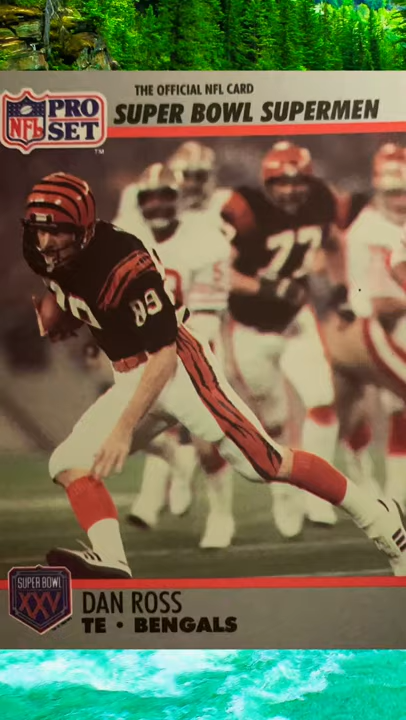 THE OFFICIAL NFL CARD
SUPER BOWL SUPERMEN
NFL
PRO
SET
TM
89
77
SUPER BOWL
XXV
DAN ROSS
TE • BENGALS